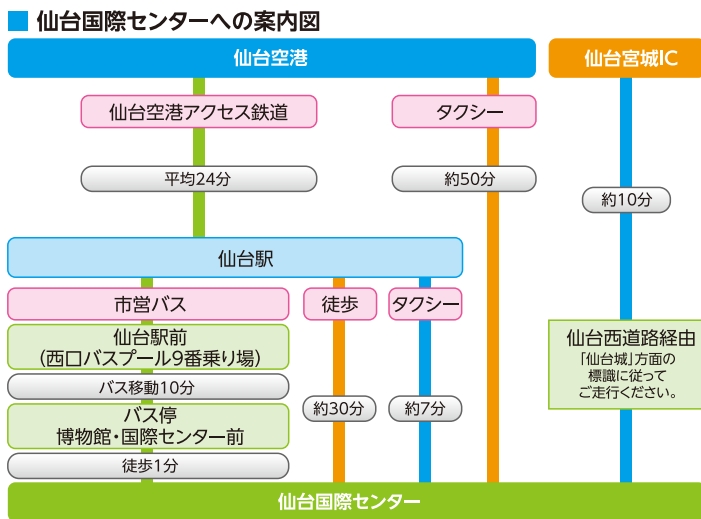 仙台国際センターへの案内図
仙台空港
仙台宮城IC
仙台空港アクセス鉄道
タクシー
平均24分
約50分
約10分
仙台駅
市営バス
徒歩
タクシー
仙台駅前
（西口バスプール9番乗り場）
バス移動10分
バス停
博物館・国際センター前
徒歩1分
約30分
約7分
仙台西道路経由
「仙台城」方面の
標識に従って
ご走行ください。
仙台国際センター